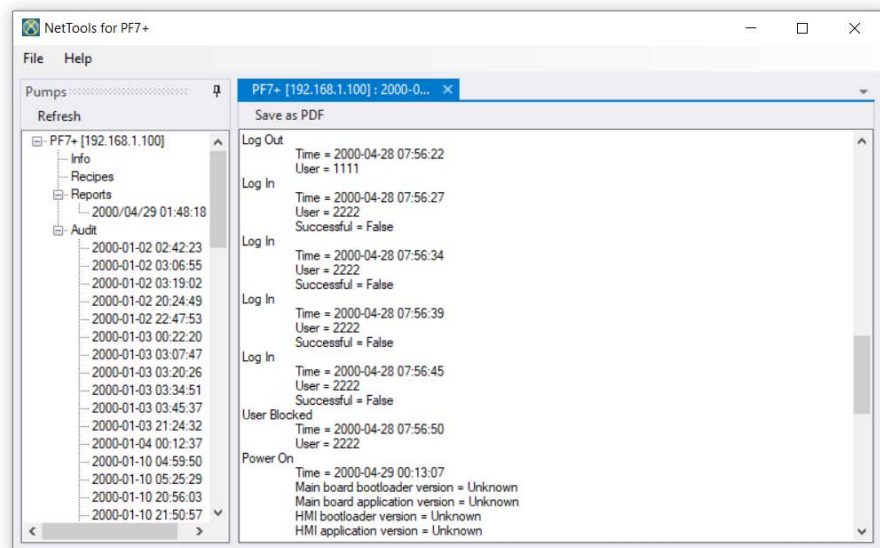 NetTools for PF7+
File Help
Pumps
Refresh
PF7+ [192.168.1.100]
Info
Recipes
Reports
2000/04/29 01:48:18
Audit
2000-01-02 02:42:23
2000-01-02 03:06:55
2000-01-02 03:19:02
2000-01-02 20:24:49
2000-01-02 22:47:53
2000-01-03 00:22:20
2000-01-03 03:07:47
2000-01-03 03:20:26
2000-01-03 03:34:51
2000-01-03 03:45:37
2000-01-03 21:24:32
2000-01-04 00:12:37
2000-01-10 04:59:50
2000-01-10 05:25:29
2000-01-10 20:56:03
2000-01-10 21:50:57
PF7+ [192.168.1.100] : 2000-0...
Save as PDF
Log Out
Time = 2000-04-28 07:56:22
User = 1111
Log In
Time = 2000-04-28 07:56:27
User = 2222
Successful = False
Log In
Time = 2000-04-28 07:56:34
User = 2222
Successful = False
Log In
Time = 2000-04-28 07:56:39
User = 2222
Successful = False
Log In
Time = 2000-04-28 07:56:45
User = 2222
Successful = False
User Blocked
Time = 2000-04-28 07:56:50
User = 2222
Power On
Time = 2000-04-29 00:13:07
Main board bootloader version = Unknown
Main board application version = Unknown
HMI bootloader version = Unknown
HMI application version = Unknown